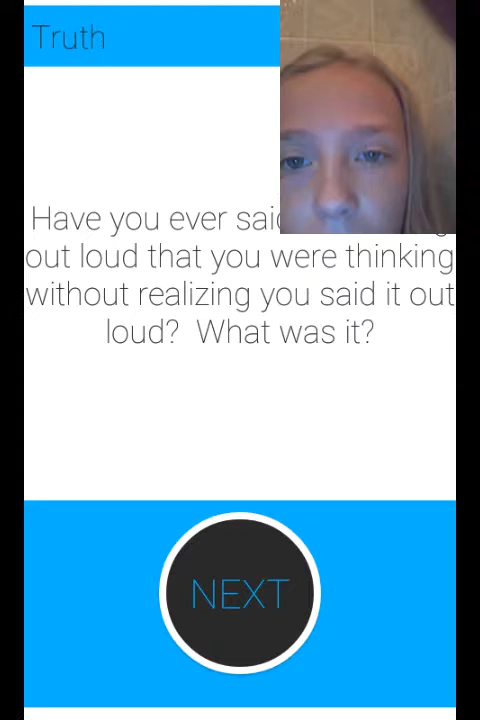 Truth
Have you ever
out loud that you were thinking
without realizing you said it out
loud? What was it?
NEXT